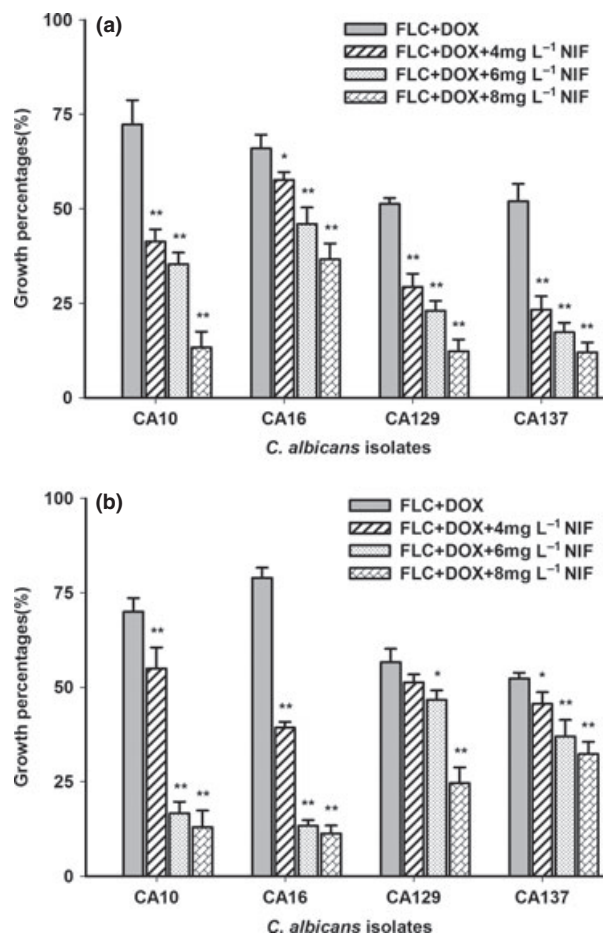 (a)
100
FLC+DOX
FLC+DOX+4mg L⁻¹ NIF
FLC+DOX+6mg L⁻¹ NIF
FLC+DOX+8mg L⁻¹ NIF
75
50
25
0
Growth percentages(%)
** ** **
* ** **
** ** **
** ** **
CA10 CA16 CA129 CA137
C. albicans isolates
(b)
100
FLC+DOX
FLC+DOX+4mg L⁻¹ NIF
FLC+DOX+6mg L⁻¹ NIF
FLC+DOX+8mg L⁻¹ NIF
75
50
25
0
Growth percentages(%)
** ** **
** ** **
* **
* ** **
CA10 CA16 CA129 CA137
C. albicans isolates